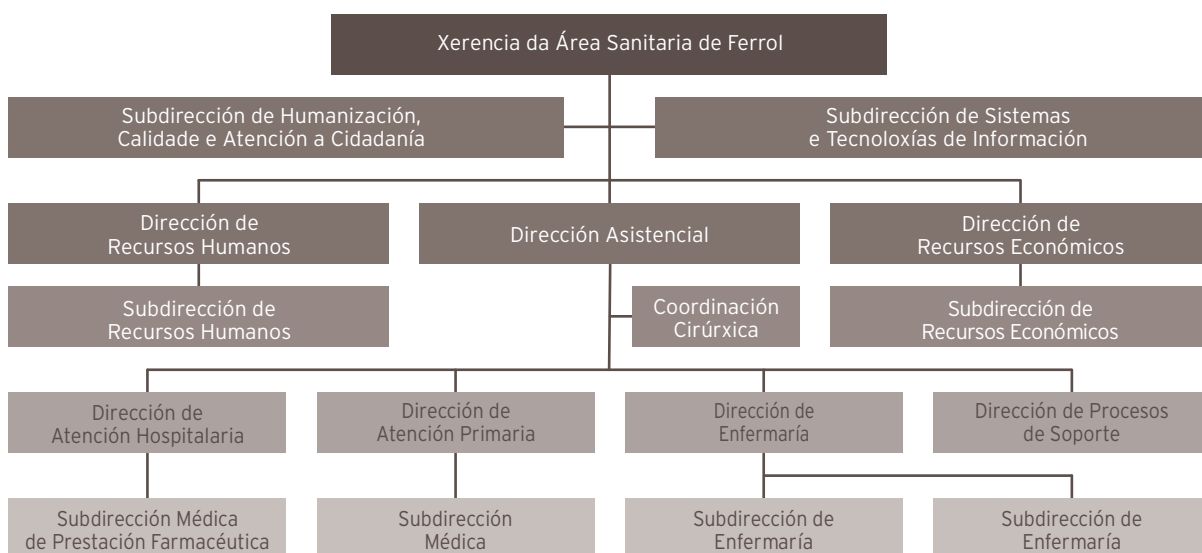 Xerencia da Área Sanitaria de Ferrol
Subdirección de Humanización,
Calidade e Atención a Cidadanía
Subdirección de Sistemas
e Tecnoloxías de Información
Dirección de
Recursos Humanos
Dirección Asistencial
Dirección de
Recursos Económicos
Subdirección de
Recursos Humanos
Coordinación
Cirúrxica
Subdirección de
Recursos Económicos
Dirección de
Atención Hospitalaria
Dirección de
Atención Primaria
Dirección de
Enfermaría
Dirección de Procesos
de Soporte
Subdirección Médica
de Prestación Farmacéutica
Subdirección
Médica
Subdirección de
Enfermaría
Subdirección de
Enfermaría